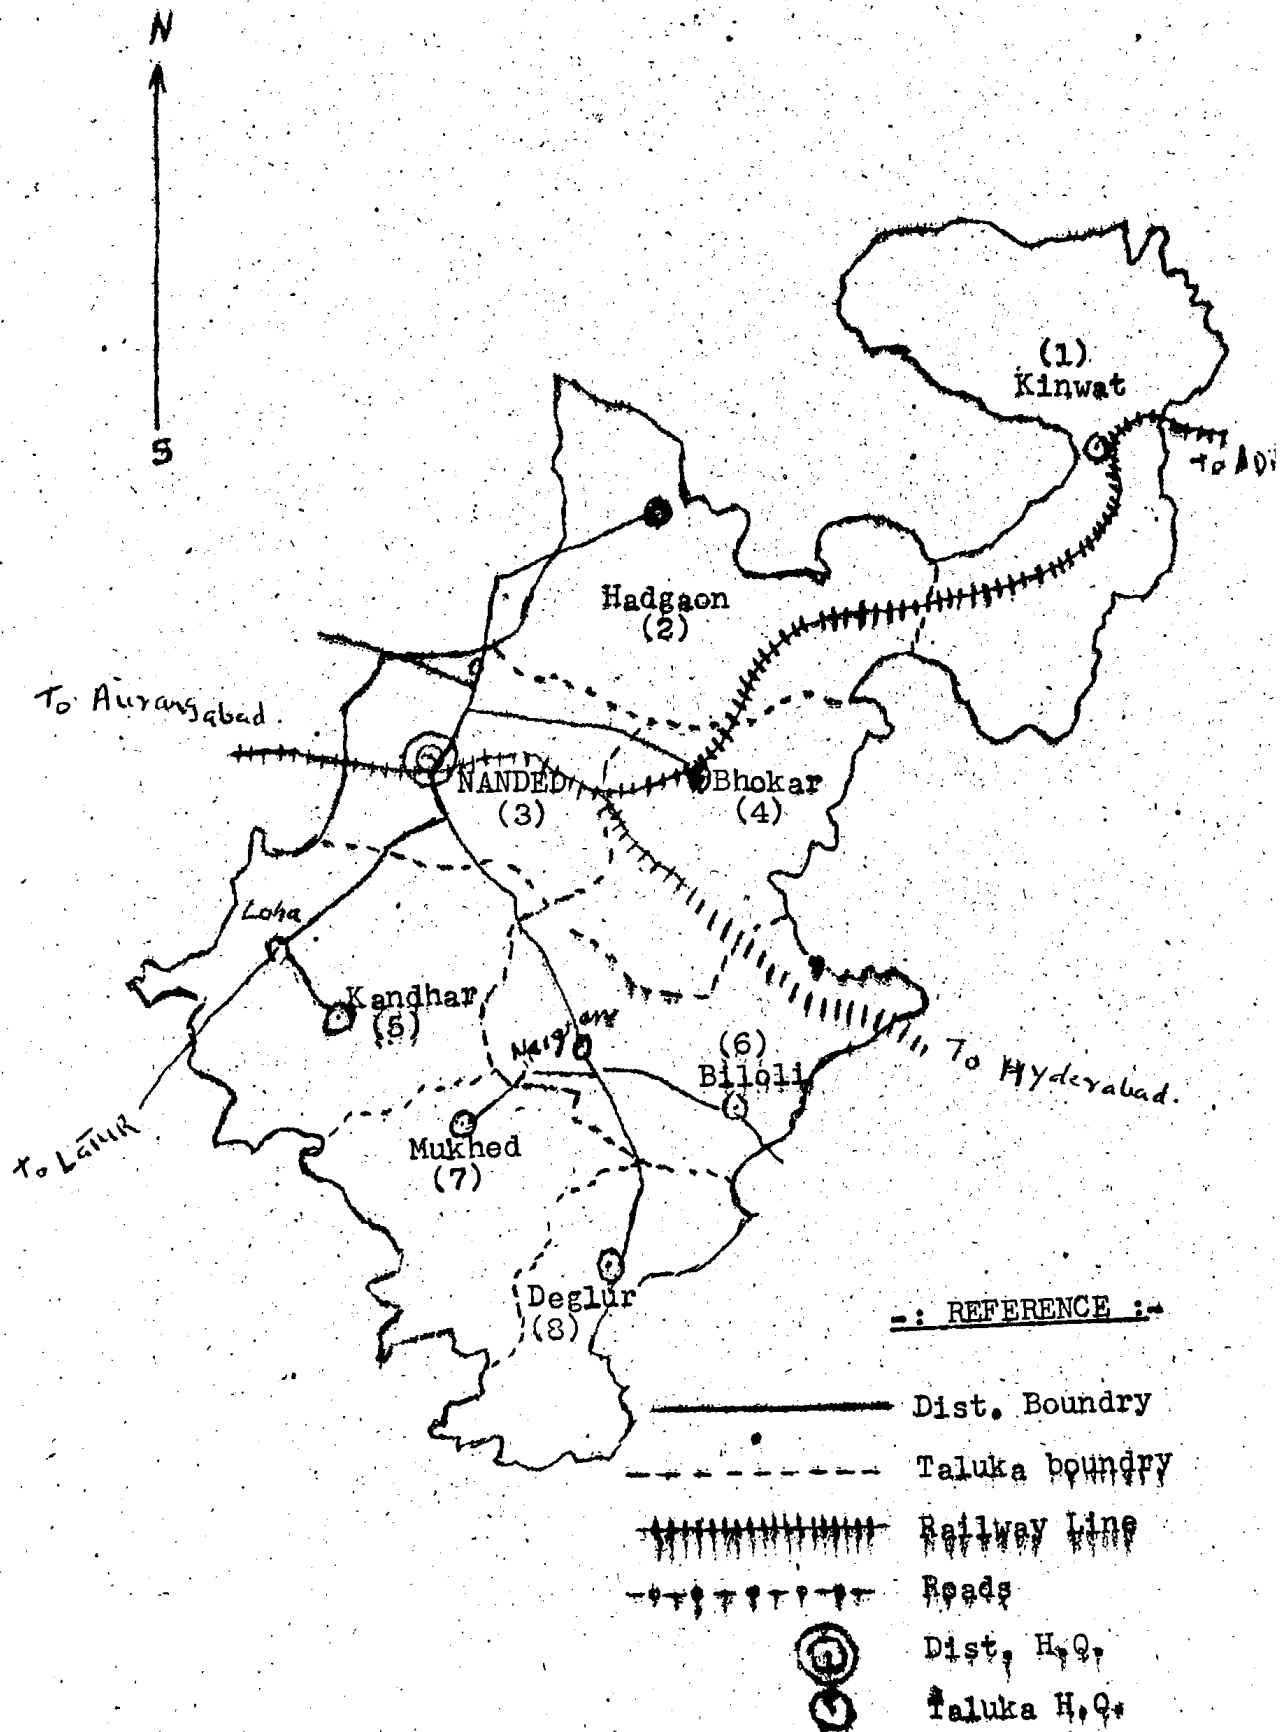 N
S
(1)
Kinwat
To ADi
Hadgaon
(2)
To Aurangabad.
NANDED
(3)
Bhokar
(4)
Loha
Kandhar
(5)
Naigaon
(6)
Biloli
To Hyderabad.
To Latur
Mukhed
(7)
Deglur
(8)
-: REFERENCE :-
Dist. Boundry
Taluka boundry
Railway Line
Roads
Dist. H.Q.
Taluka H.Q.